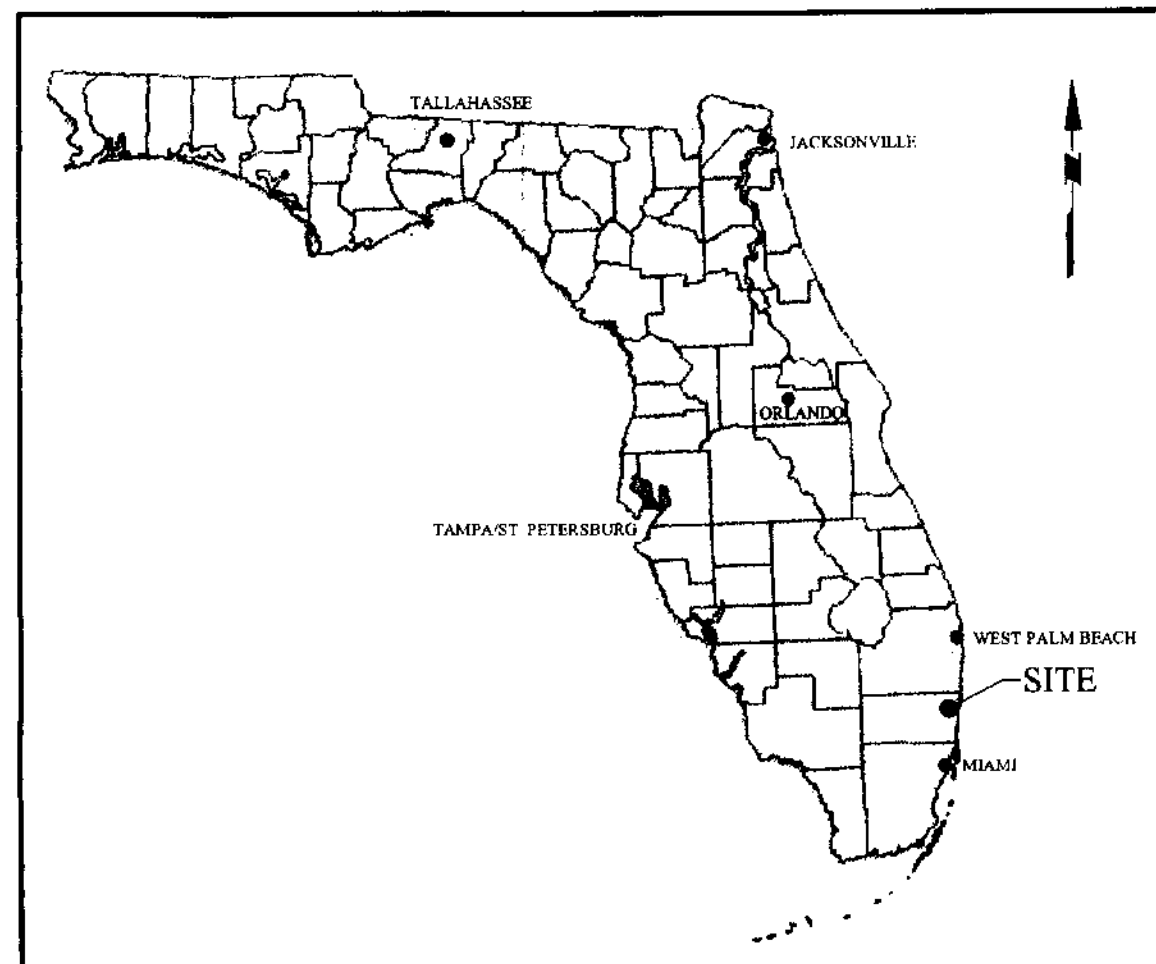 TALLAHASSEE
JACKSONVILLE
ORLANDO
TAMPA/ST PETERSBURG
WEST PALM BEACH
SITE
MIAMI